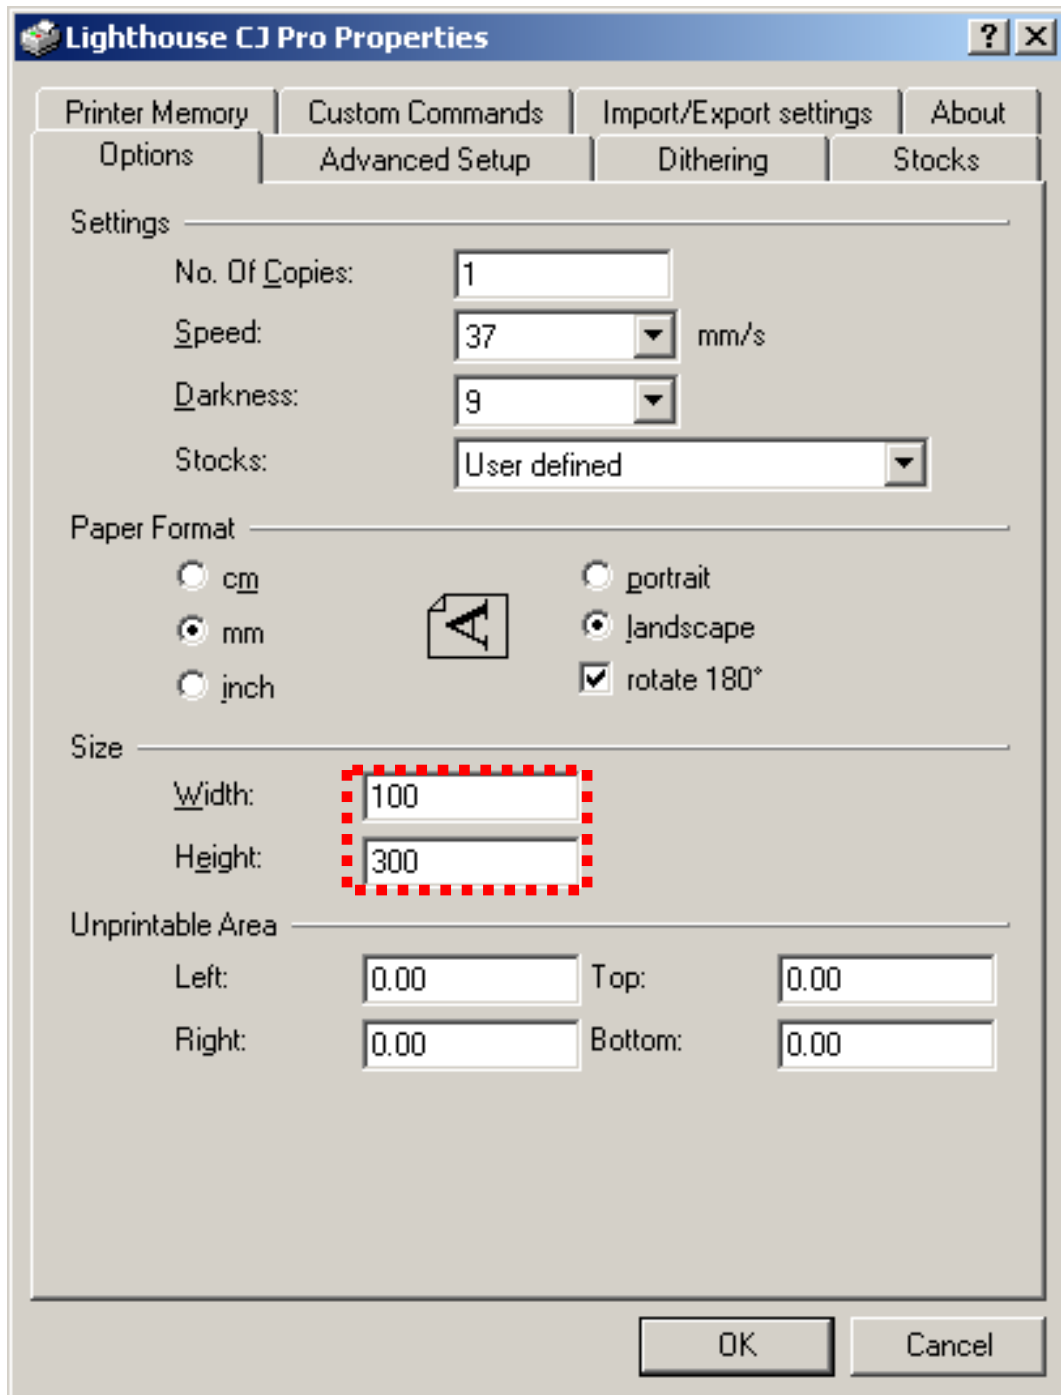 Lighthouse CJ Pro Properties
Printer Memory Custom Commands Import/Export settings About
Options Advanced Setup Dithering Stocks
Settings
No. Of Copies: 1
Speed: 37 mm/s
Darkness: 9
Stocks: User defined
Paper Format
cm portrait
mm A landscape
inch rotate 180°
Size
Width: 100
Height: 300
Unprintable Area
Left: 0.00 Top: 0.00
Right: 0.00 Bottom: 0.00
OK Cancel